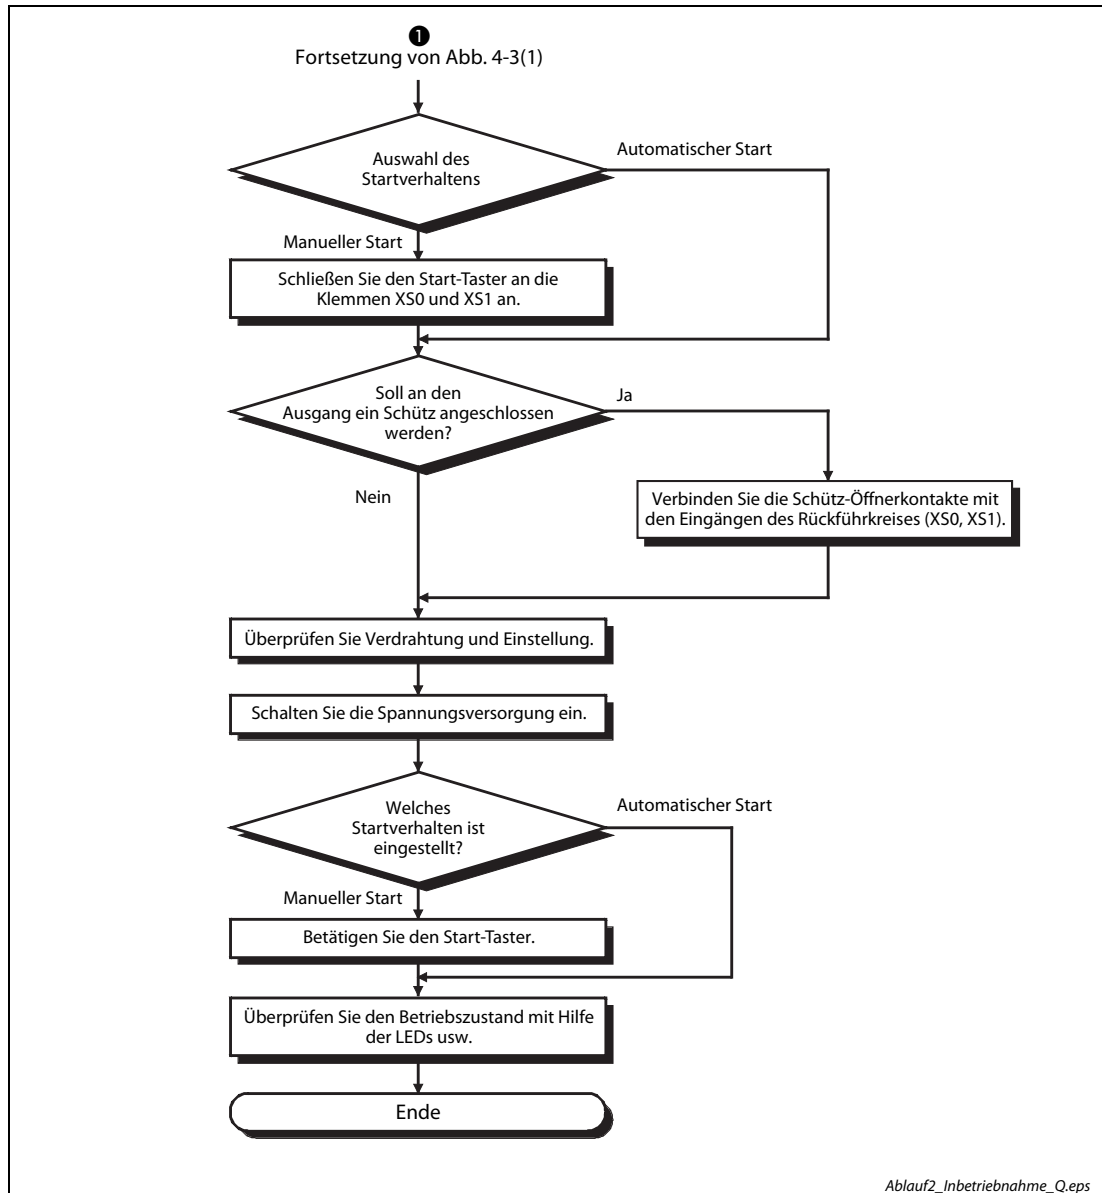 ❶
Fortsetzung von Abb. 4-3(1)
Auswahl des
Startverhaltens
Automatischer Start
Manueller Start
Schließen Sie den Start-Taster an die
Klemmen XS0 und XS1 an.
Soll an den
Ausgang ein Schütz angeschlossen
werden?
Ja
Nein
Verbinden Sie die Schütz-Öffnerkontakte mit
den Eingängen des Rückführkreises (XS0, XS1).
Überprüfen Sie Verdrahtung und Einstellung.
Schalten Sie die Spannungsversorgung ein.
Welches
Startverhalten ist
eingestellt?
Automatischer Start
Manueller Start
Betätigen Sie den Start-Taster.
Überprüfen Sie den Betriebszustand mit Hilfe
der LEDs usw.
Ende
Ablauf2_Inbetriebnahme_Q.eps